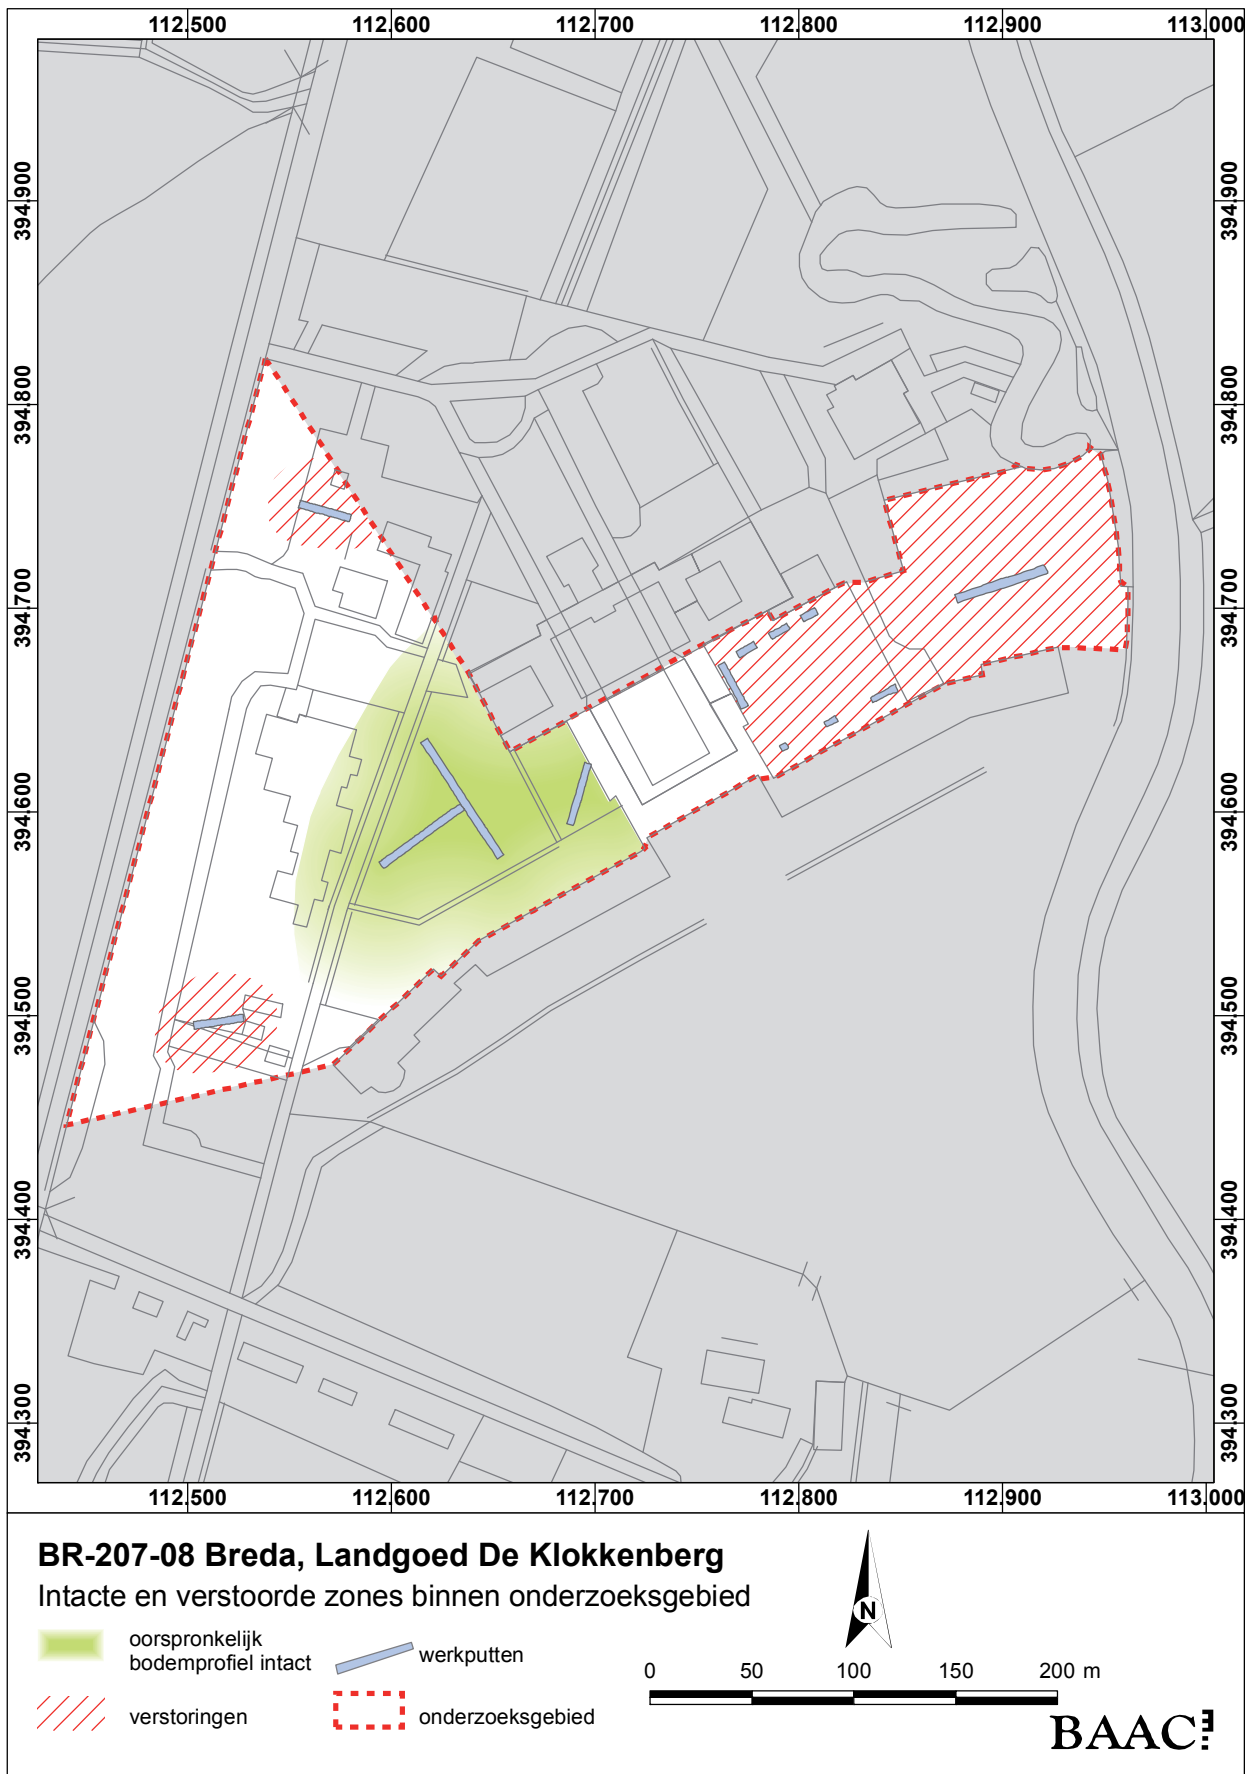 112.500 112.600 112.700 112.800 112.900 113.000
394.900 394.900
394.800 394.800
394.700 394.700
394.600 394.600
394.500 394.500
394.400 394.400
394.300 394.300
112.500 112.600 112.700 112.800 112.900 113.000
BR-207-08 Breda, Landgoed De Klokkenberg
Intacte en verstoorde zones binnen onderzoeksgebied
oorspronkelijk
bodemprofiel intact
werkputten
verstoringen
onderzoeksgebied
N
0 50 100 150 200 m
BAAC